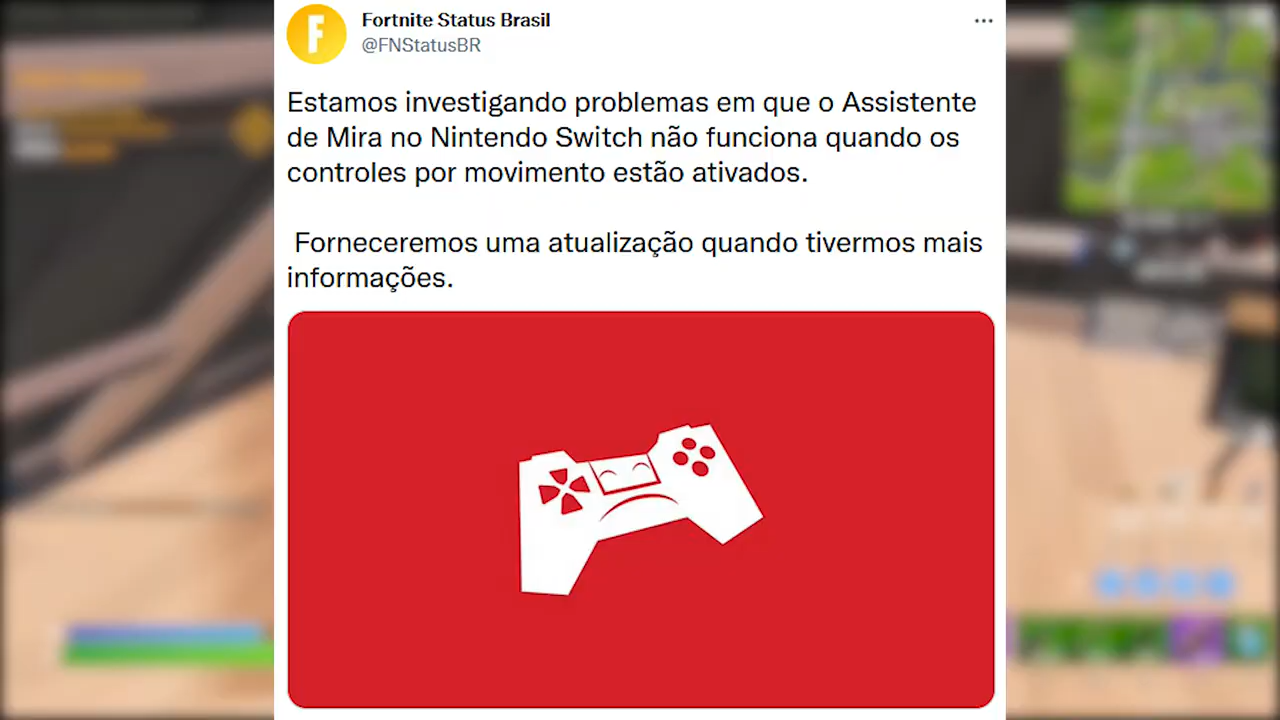 Fortnite Status Brasil
@FNStatusBR
Estamos investigando problemas em que o Assistente
de Mira no Nintendo Switch não funciona quando os
controles por movimento estão ativados.
Forneceremos uma atualização quando tivermos mais
informações.